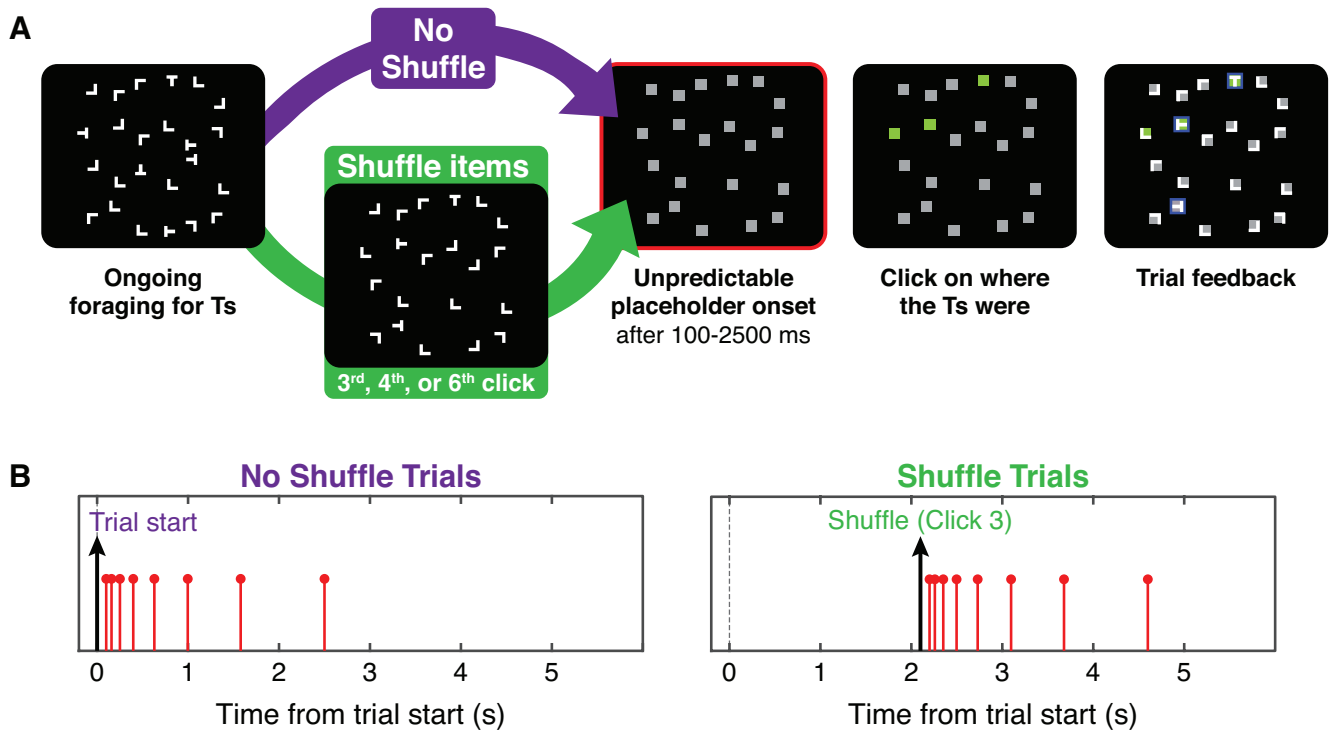 A
No
Shuffle
Shuffle items
3rd, 4th, or 6th click
Ongoing
foraging for Ts
Unpredictable
placeholder onset
after 100-2500 ms
Click on where
the Ts were
Trial feedback
B
No Shuffle Trials
Trial start
0 1 2 3 4 5
Time from trial start (s)
Shuffle Trials
Shuffle (Click 3)
0 1 2 3 4 5
Time from trial start (s)